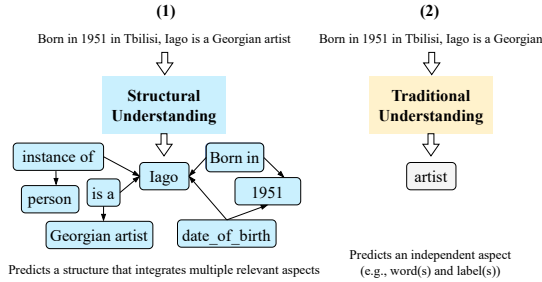 (1)
Born in 1951 in Tbilisi, Iago is a Georgian artist
Structural
Understanding
instance of
person
is a
Georgian artist
Iago
Born in
1951
date_of_birth
Predicts a structure that integrates multiple relevant aspects
(2)
Born in 1951 in Tbilisi, Iago is a Georgian
Traditional
Understanding
artist
Predicts an independent aspect
(e.g., word(s) and label(s))